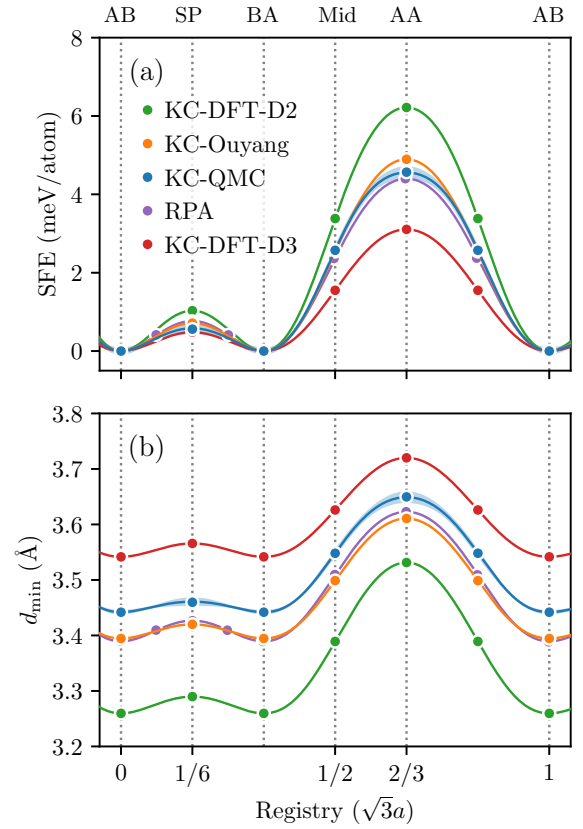 AB SP BA Mid AA AB
8
(a)
KC-DFT-D2
KC-Ouyang
KC-QMC
RPA
KC-DFT-D3
6
4
2
0
SFE (meV/atom)
3.8
(b)
3.7
3.6
3.5
3.4
3.3
3.2
d_min (Å)
0 1/6 1/2 2/3 1
Registry (√3a)